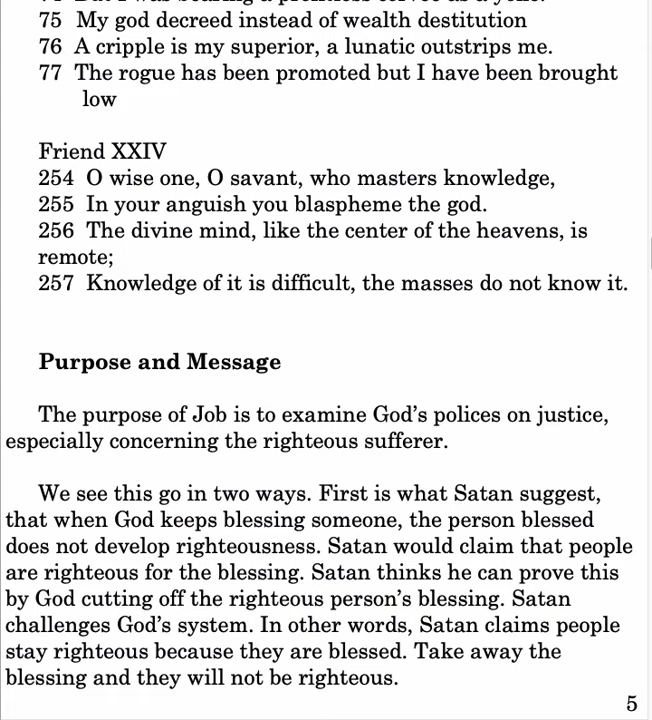 75 My god decreed instead of wealth destitution
76 A cripple is my superior, a lunatic outstrips me.
77 The rogue has been promoted but I have been brought
low
Friend XXIV
254 O wise one, O savant, who masters knowledge,
255 In your anguish you blaspheme the god.
256 The divine mind, like the center of the heavens, is
remote;
257 Knowledge of it is difficult, the masses do not know it.
Purpose and Message
The purpose of Job is to examine God's polices on justice,
especially concerning the righteous sufferer.
We see this go in two ways. First is what Satan suggest,
that when God keeps blessing someone, the person blessed
does not develop righteousness. Satan would claim that people
are righteous for the blessing. Satan thinks he can prove this
by God cutting off the righteous person's blessing. Satan
challenges God's system. In other words, Satan claims people
stay righteous because they are blessed. Take away the
blessing and they will not be righteous.
5